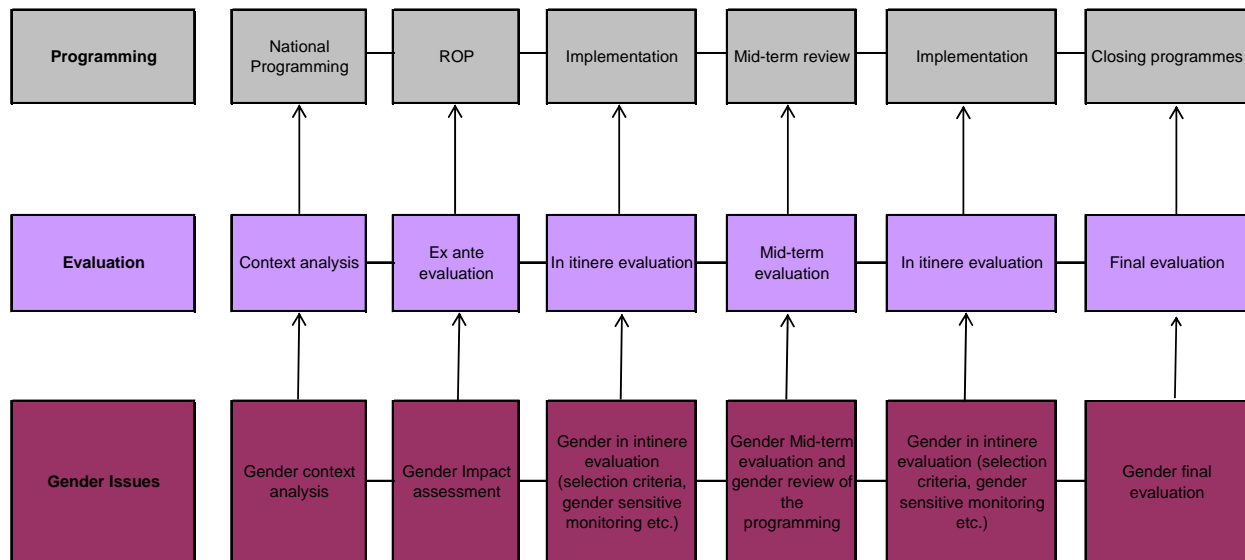 Programming
National
Programming
ROP
Implementation
Mid-term review
Implementation
Closing programmes
Evaluation
Context analysis
Ex ante
evaluation
In itinere evaluation
Mid-term
evaluation
In itinere evaluation
Final evaluation
Gender Issues
Gender context
analysis
Gender Impact
assessment
Gender in intinere
evaluation
(selection criteria,
gender sensitive
monitoring etc.)
Gender Mid-term
evaluation and
gender review of
the
programming
Gender in intinere
evaluation (selection
criteria, gender
sensitive monitoring
etc.)
Gender final
evaluation